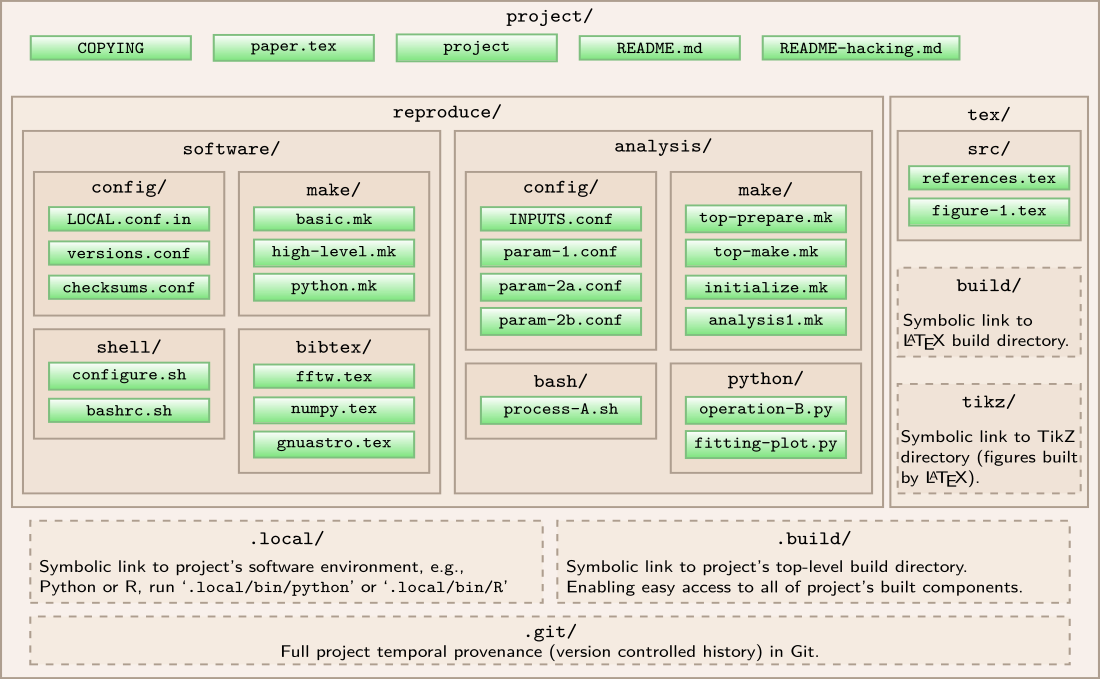 project/
COPYING
paper.tex
project
README.md
README-hacking.md
reproduce/
software/
config/
LOCAL.conf.in
versions.conf
checksums.conf
make/
basic.mk
high-level.mk
python.mk
shell/
configure.sh
bashrc.sh
bibtex/
fftw.tex
numpy.tex
gnuastro.tex
analysis/
config/
INPUTS.conf
param-1.conf
param-2a.conf
param-2b.conf
make/
top-prepare.mk
top-make.mk
initialize.mk
analysis1.mk
bash/
process-A.sh
python/
operation-B.py
fitting-plot.py
tex/
src/
references.tex
figure-1.tex
build/
Symbolic link to
LATEX build directory.
tikz/
Symbolic link to TikZ
directory (figures built
by LATEX).
.local/
Symbolic link to project's software environment, e.g.,
Python or R, run ‘.local/bin/python’ or ‘.local/bin/R’
.build/
Symbolic link to project's top-level build directory.
Enabling easy access to all of project's built components.
.git/
Full project temporal provenance (version controlled history) in Git.